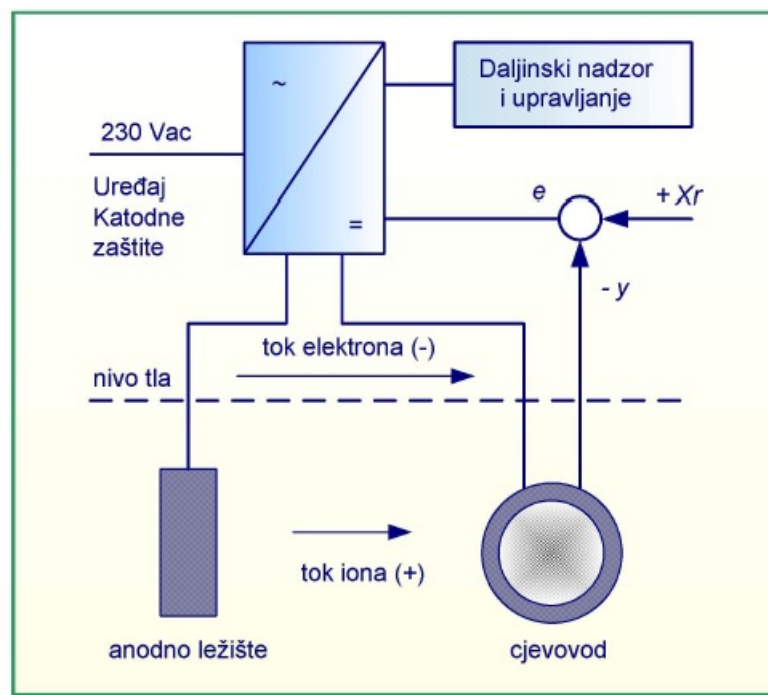 ~
Daljinski nadzor
i upravljanje
230 Vac
Uređaj
Katodne
zaštite
=
e
+ Xr
- y
tok elektrona (-)
nivo tla
tok iona (+)
anodno ležište
cjevovod